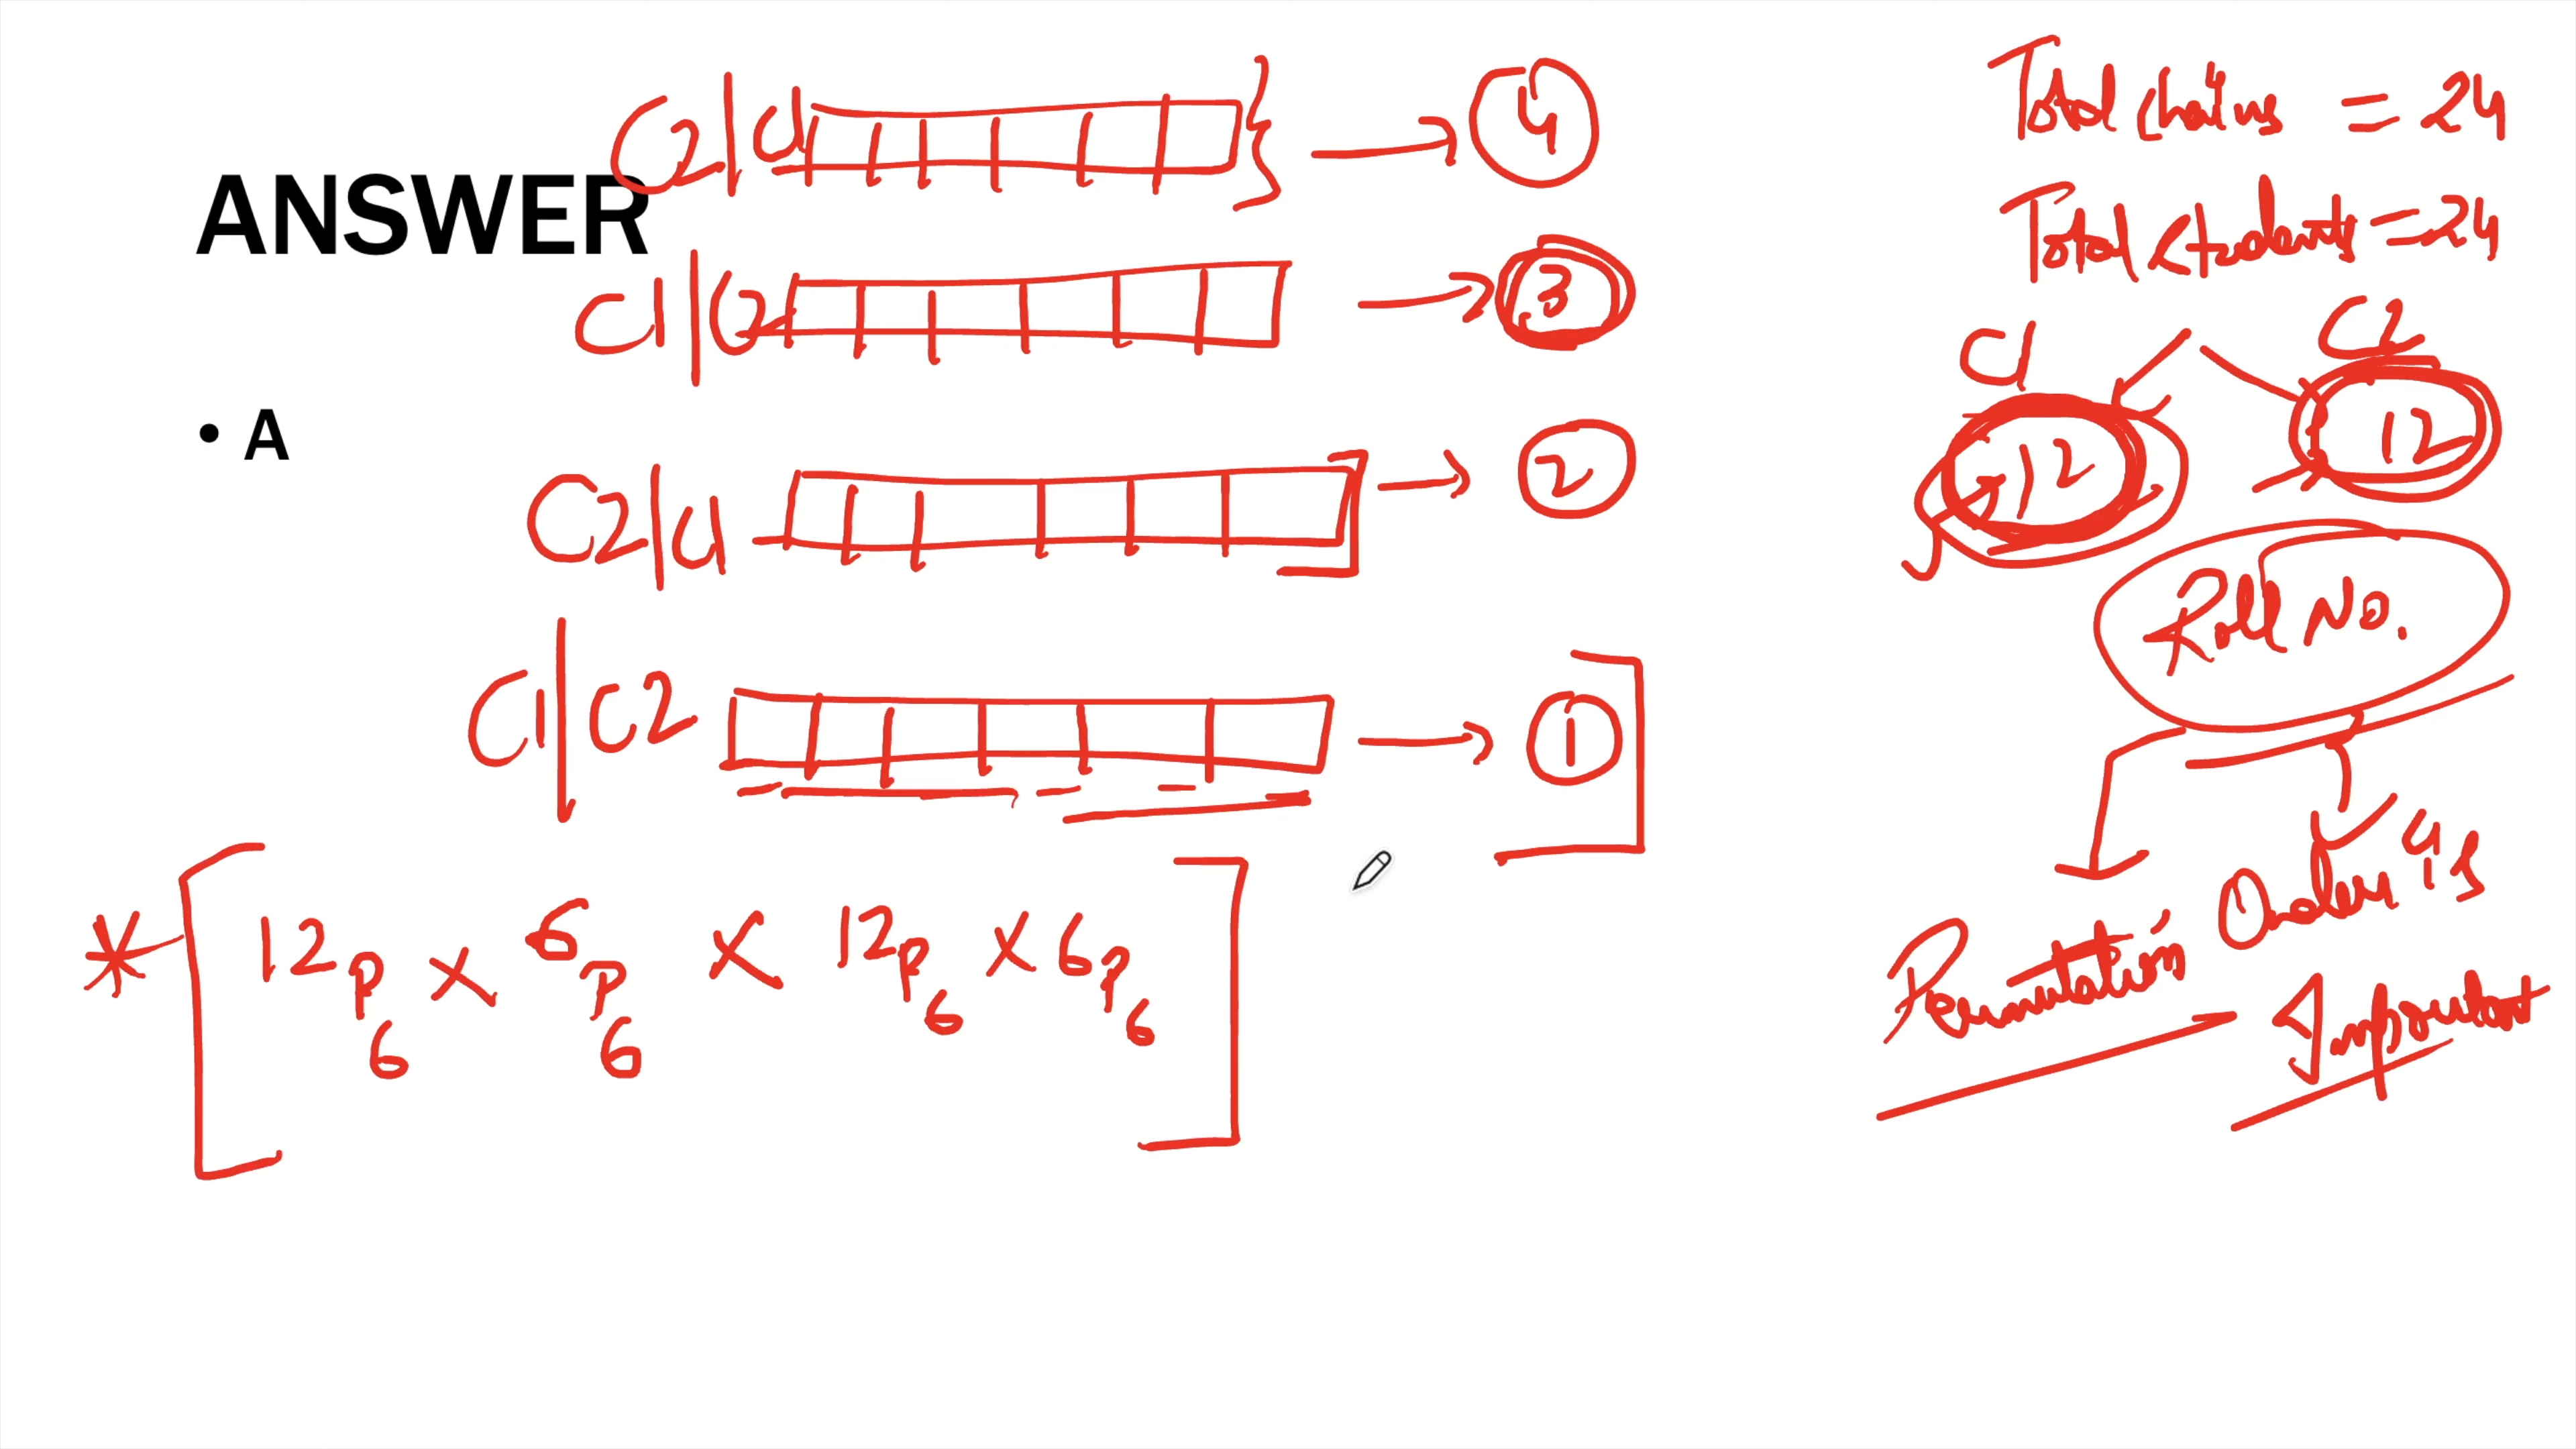 ANSWER
• A
C2 | C1 → 4
C1 | C2 → 3
C2 | C1 → 2
C1 | C2 → 1
* [ 12P6 × 6P6 × 12P6 × 6P6 ]
Total chairs = 24
Total students = 24
C1 C2
12 12
Roll No.
Permutation
Order is
Important